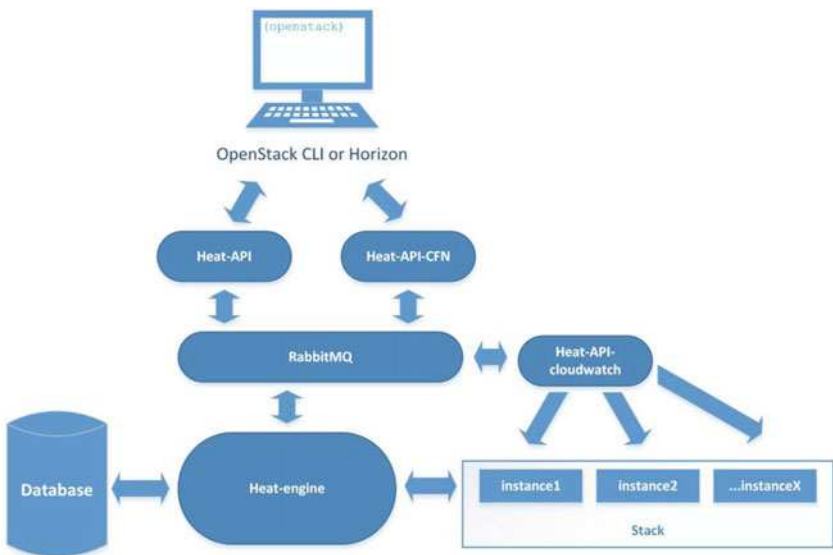 (openstack)
OpenStack CLI or Horizon
Heat-API
Heat-API-CFN
RabbitMQ
Heat-API-
cloudwatch
Database
Heat-engine
instance1
instance2
...instanceX
Stack